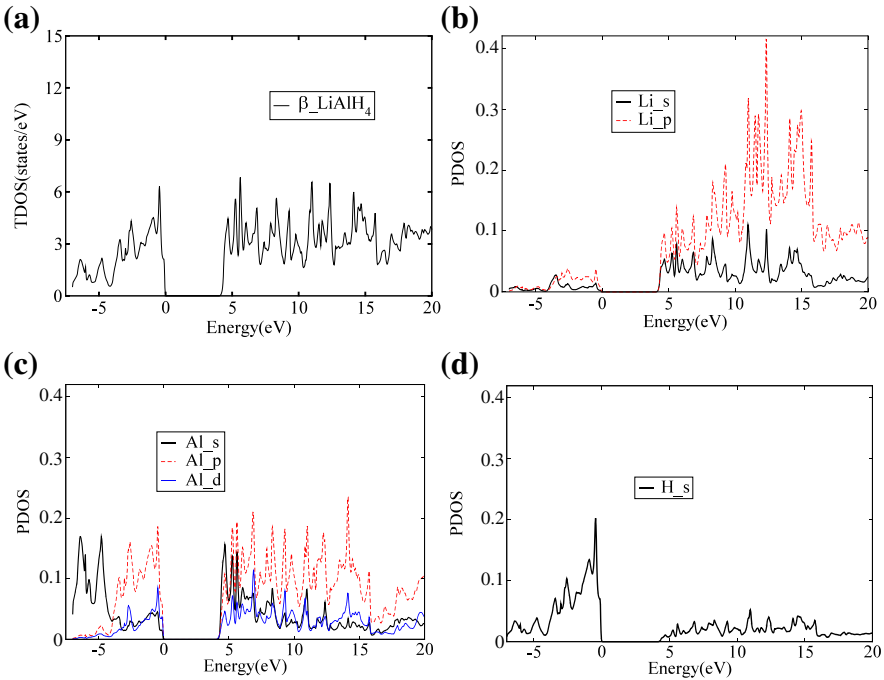 (a)
15
12
9
6
3
0
TDOS(states/eV)
β_LiAlH4
-5 0 5 10 15 20
Energy(eV)
(b)
0.4
0.3
0.2
0.1
0
PDOS
Li_s
Li_p
-5 0 5 10 15 20
Energy(eV)
(c)
0.4
0.3
0.2
0.1
0
PDOS
Al_s
Al_p
Al_d
-5 0 5 10 15 20
Energy(eV)
(d)
0.4
0.3
0.2
0.1
0
PDOS
H_s
-5 0 5 10 15 20
Energy(eV)